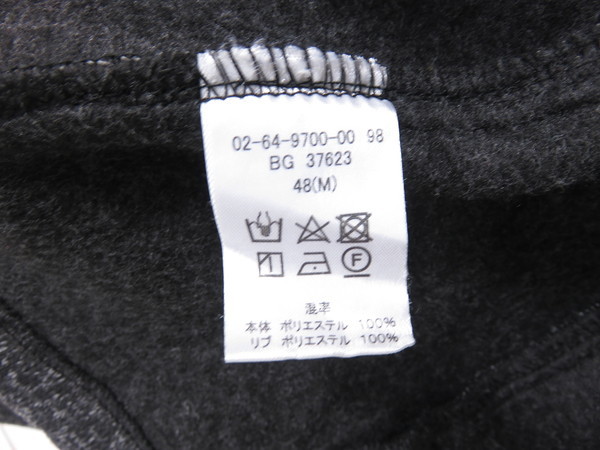 02-64-9700-00 98
BG 37623
48(M)
F
混率
本体 ポリエステル 100%
リブ ポリエステル 100%